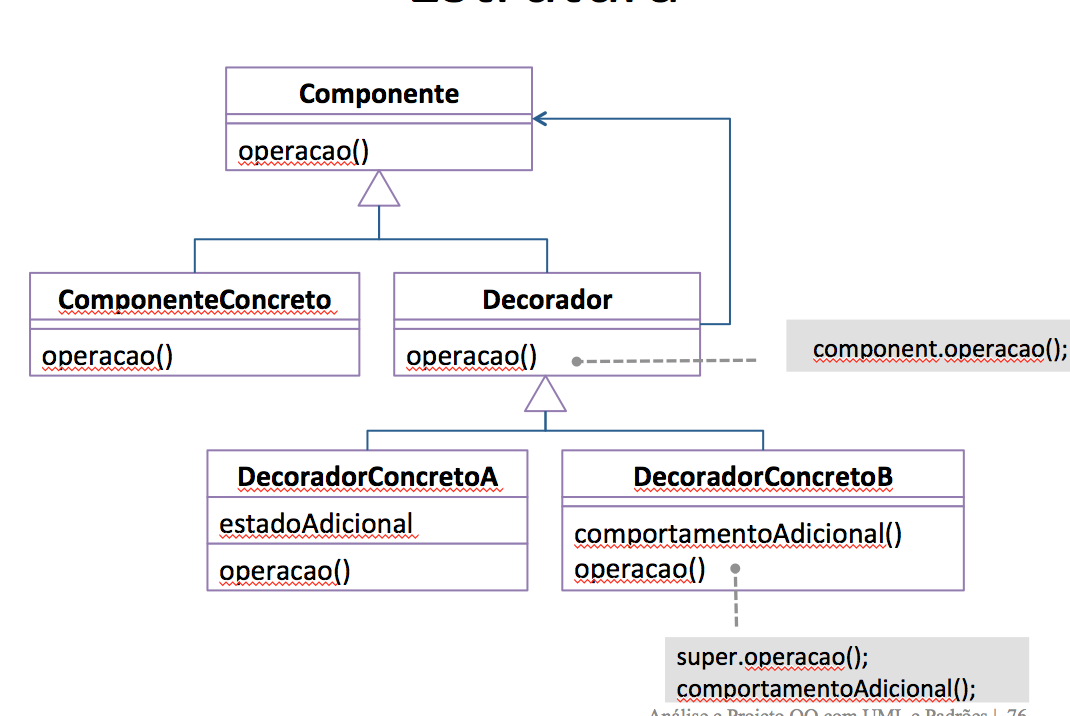 Estrutura
Componente
operacao()
ComponenteConcreto
operacao()
Decorador
operacao()
component.operacao();
DecoradorConcretoA
estadoAdicional
operacao()
DecoradorConcretoB
comportamentoAdicional()
operacao()
super.operacao();
comportamentoAdicional();
Análise e Projeto OO com UML e Padrões | 76